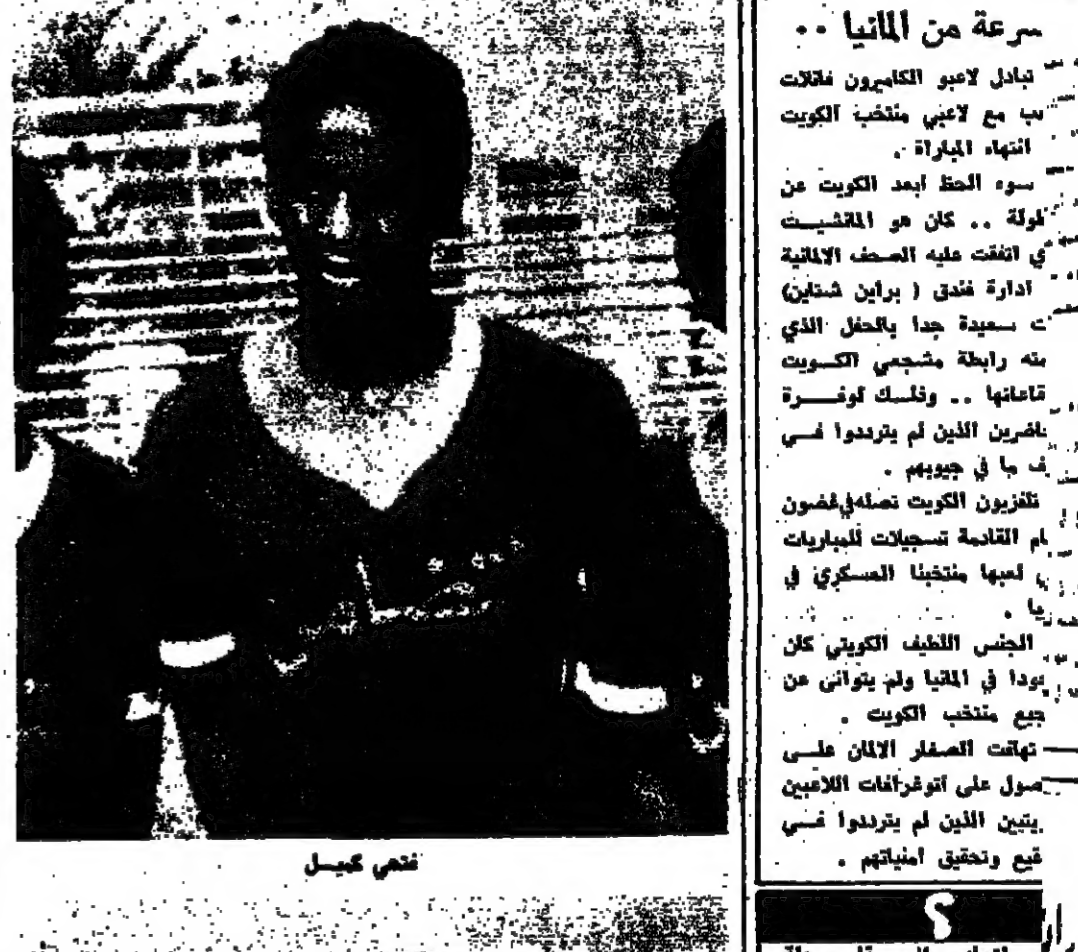 سرعة من المانيا ..
تبادل لاعبو الكاميرون فانلات
مع لاعبي منتخب الكويت
انتهاء المباراة .
سوء الحظ ابعد الكويت عن
.. كان هو المانشيت
اتفقت عليه الصحف الالمانية
ادارة فندق ( براين شتاين)
سعيدة جدا بالحفل الذي
رابطة مشجعي الكويت
قاعاتها .. وذلك لوفرة
الذين لم يترددوا في
ما في جيوبهم .
تلفزيون الكويت تصله في غضون
القادمة تسجيلات للمباريات
لعبها منتخبنا العسكري في
الجنس اللطيف الكويتي كان
في المانيا ولم يتوانى عن
منتخب الكويت .
تهافت الصغار الالمان على
على اتوغرافات اللاعبين
الذين لم يترددوا في
وتحقيق امنياتهم .
؟
فتحي كميل